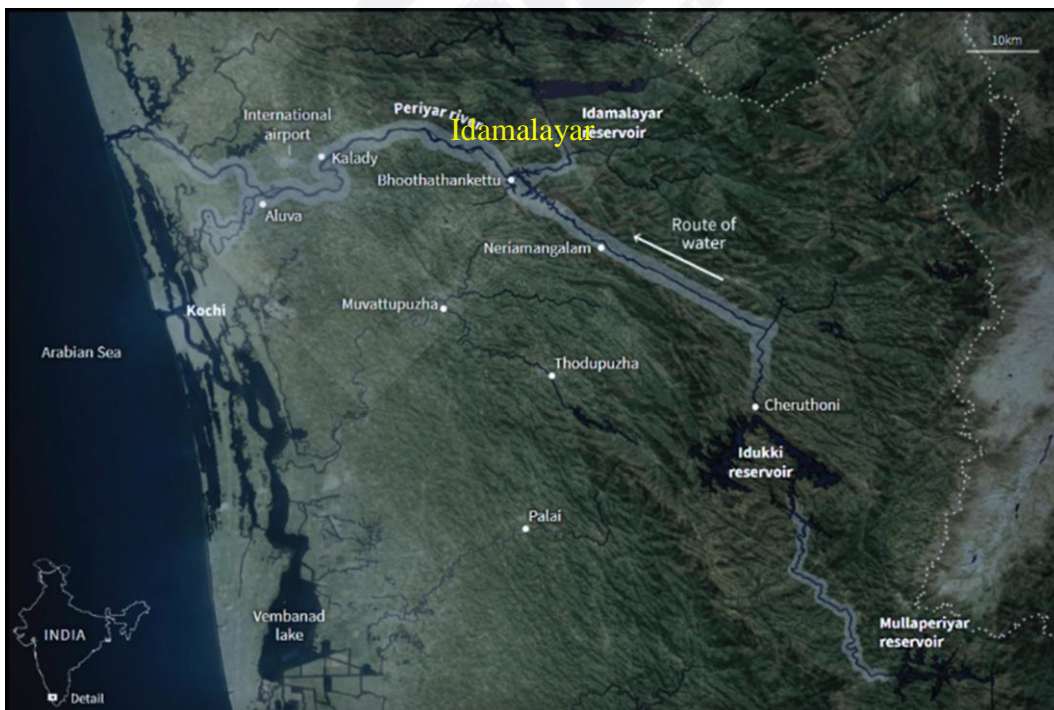 10km
International
airport
Periyar river
Idamalayar
Idamalayar
reservoir
Kalady
Bhoothathankettu
Aluva
Route of
water
Neriamangalam
Kochi
Muvattupuzha
Arabian Sea
Thodupuzha
Cheruthoni
Idukki
reservoir
Palai
Vembanad
lake
INDIA
Mullaperiyar
reservoir
Detail